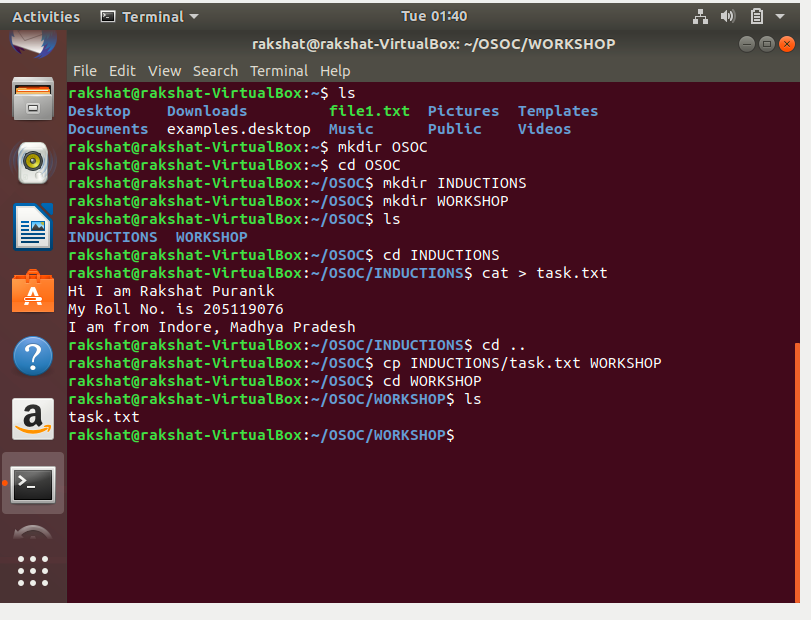 Activities Terminal Tue 01:40
rakshat@rakshat-VirtualBox: ~/OSOC/WORKSHOP
File Edit View Search Terminal Help
rakshat@rakshat-VirtualBox:~$ ls
Desktop Downloads file1.txt Pictures Templates
Documents examples.desktop Music Public Videos
rakshat@rakshat-VirtualBox:~$ mkdir OSOC
rakshat@rakshat-VirtualBox:~$ cd OSOC
rakshat@rakshat-VirtualBox:~/OSOC$ mkdir INDUCTIONS
rakshat@rakshat-VirtualBox:~/OSOC$ mkdir WORKSHOP
rakshat@rakshat-VirtualBox:~/OSOC$ ls
INDUCTIONS WORKSHOP
rakshat@rakshat-VirtualBox:~/OSOC$ cd INDUCTIONS
rakshat@rakshat-VirtualBox:~/OSOC/INDUCTIONS$ cat > task.txt
Hi I am Rakshat Puranik
My Roll No. is 205119076
I am from Indore, Madhya Pradesh
rakshat@rakshat-VirtualBox:~/OSOC/INDUCTIONS$ cd ..
rakshat@rakshat-VirtualBox:~/OSOC$ cp INDUCTIONS/task.txt WORKSHOP
rakshat@rakshat-VirtualBox:~/OSOC$ cd WORKSHOP
rakshat@rakshat-VirtualBox:~/OSOC/WORKSHOP$ ls
task.txt
rakshat@rakshat-VirtualBox:~/OSOC/WORKSHOP$